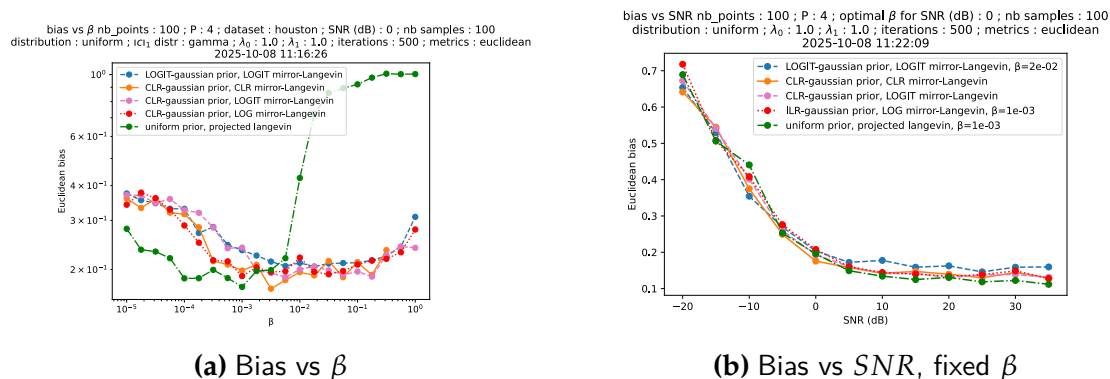 bias vs β nb_points : 100 ; P : 4 ; dataset : houston ; SNR (dB) : 0 ; nb samples : 100
distribution : uniform ; ICI₁ distr : gamma ; λ₀ : 1.0 ; λ₁ : 1.0 ; iterations : 500 ; metrics : euclidean
2025-10-08 11:16:26
10⁰
6 × 10⁻¹
4 × 10⁻¹
3 × 10⁻¹
2 × 10⁻¹
Euclidean bias
LOGIT-gaussian prior, LOGIT mirror-Langevin
CLR-gaussian prior, CLR mirror-Langevin
CLR-gaussian prior, LOGIT mirror-Langevin
CLR-gaussian prior, LOG mirror-Langevin
uniform prior, projected langevin
10⁻⁵ 10⁻⁴ 10⁻³ 10⁻² 10⁻¹ 10⁰
β
(a) Bias vs β
bias vs SNR nb_points : 100 ; P : 4 ; optimal β for SNR (dB) : 0 ; nb samples : 100
distribution : uniform ; λ₀ : 1.0 ; λ₁ : 1.0 ; iterations : 500 ; metrics : euclidean
2025-10-08 11:22:09
0.7
0.6
0.5
0.4
0.3
0.2
0.1
Euclidean bias
LOGIT-gaussian prior, LOGIT mirror-Langevin, β=2e-02
CLR-gaussian prior, CLR mirror-Langevin
CLR-gaussian prior, LOGIT mirror-Langevin
ILR-gaussian prior, LOG mirror-Langevin, β=1e-03
uniform prior, projected langevin, β=1e-03
−20 −15 −10 −5 0 5 10 20 30
SNR (dB)
(b) Bias vs SNR, fixed β